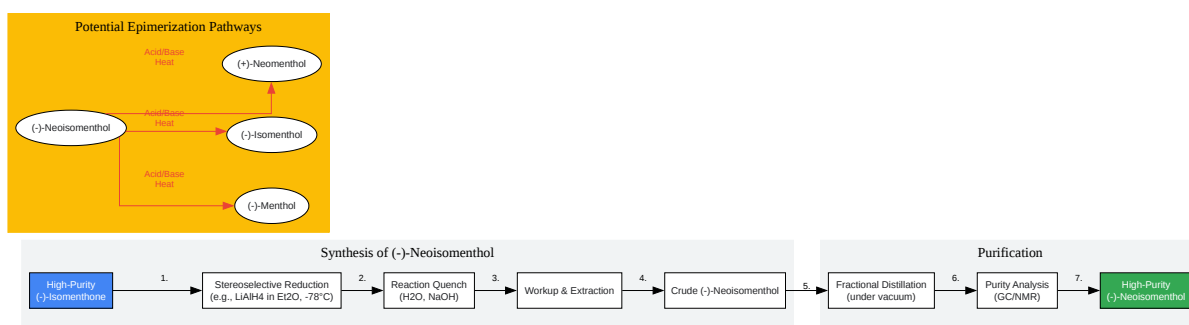 Potential Epimerization Pathways
Acid/Base
Heat
(+)-Neomenthol
Acid/Base
Heat
(-)-Neoisomenthol
(-)-Isomenthol
Acid/Base
Heat
(-)-Menthol
Synthesis of (-)-Neoisomenthol
High-Purity
(-)-Isomenthone
1.
Stereoselective Reduction
(e.g., LiAlH4 in Et2O, -78°C)
2.
Reaction Quench
(H2O, NaOH)
3.
Workup & Extraction
4.
Crude (-)-Neoisomenthol
5.
Purification
Fractional Distillation
(under vacuum)
6.
Purity Analysis
(GC/NMR)
7.
High-Purity
(-)-Neoisomenthol